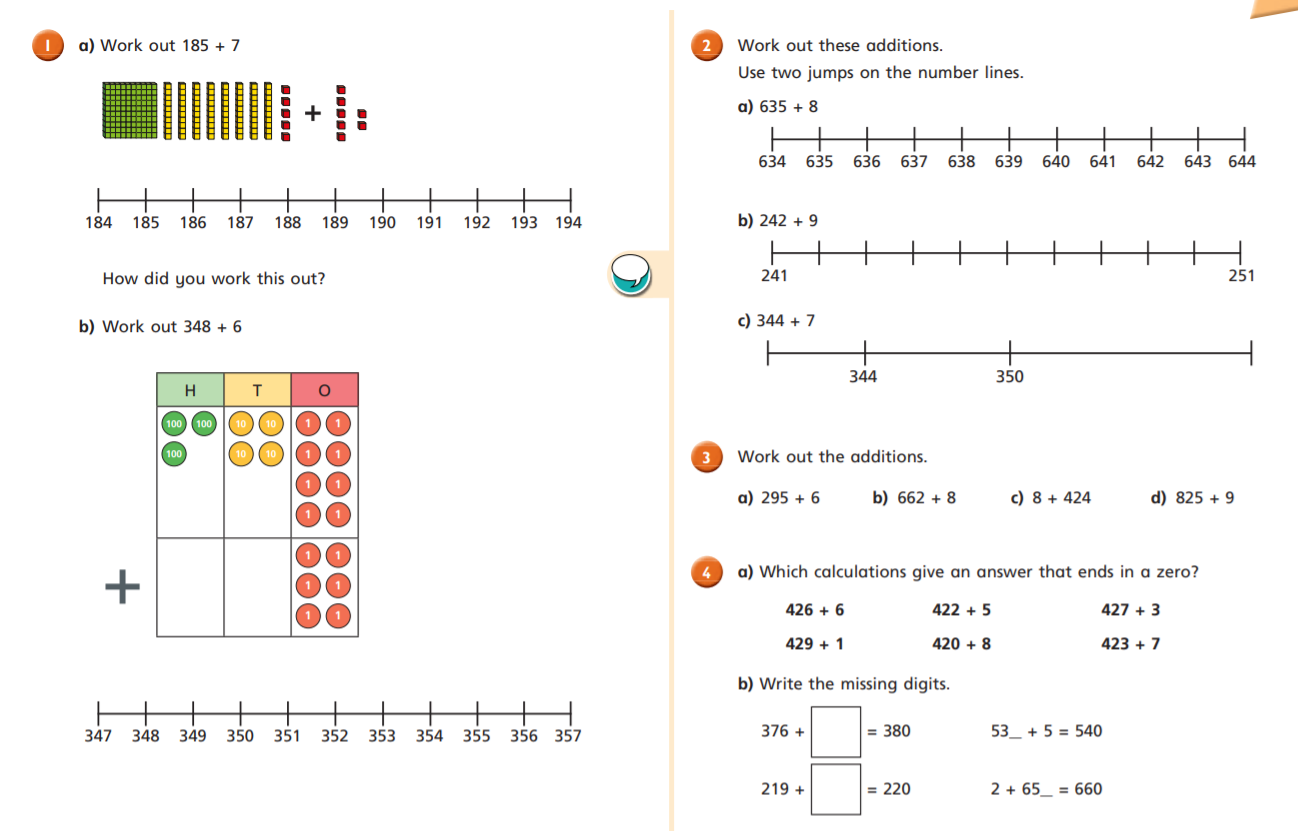 1 a) Work out 185 + 7
+
184 185 186 187 188 189 190 191 192 193 194
How did you work this out?
b) Work out 348 + 6
H T O
100 100 10 10 1 1
100 10 10 1 1
1 1
1 1
1 1
+ 1 1
1 1
347 348 349 350 351 352 353 354 355 356 357
2 Work out these additions.
Use two jumps on the number lines.
a) 635 + 8
634 635 636 637 638 639 640 641 642 643 644
b) 242 + 9
241 251
c) 344 + 7
344 350
3 Work out the additions.
a) 295 + 6 b) 662 + 8 c) 8 + 424 d) 825 + 9
4 a) Which calculations give an answer that ends in a zero?
426 + 6 422 + 5 427 + 3
429 + 1 420 + 8 423 + 7
b) Write the missing digits.
376 + = 380 53_ + 5 = 540
219 + = 220 2 + 65_ = 660